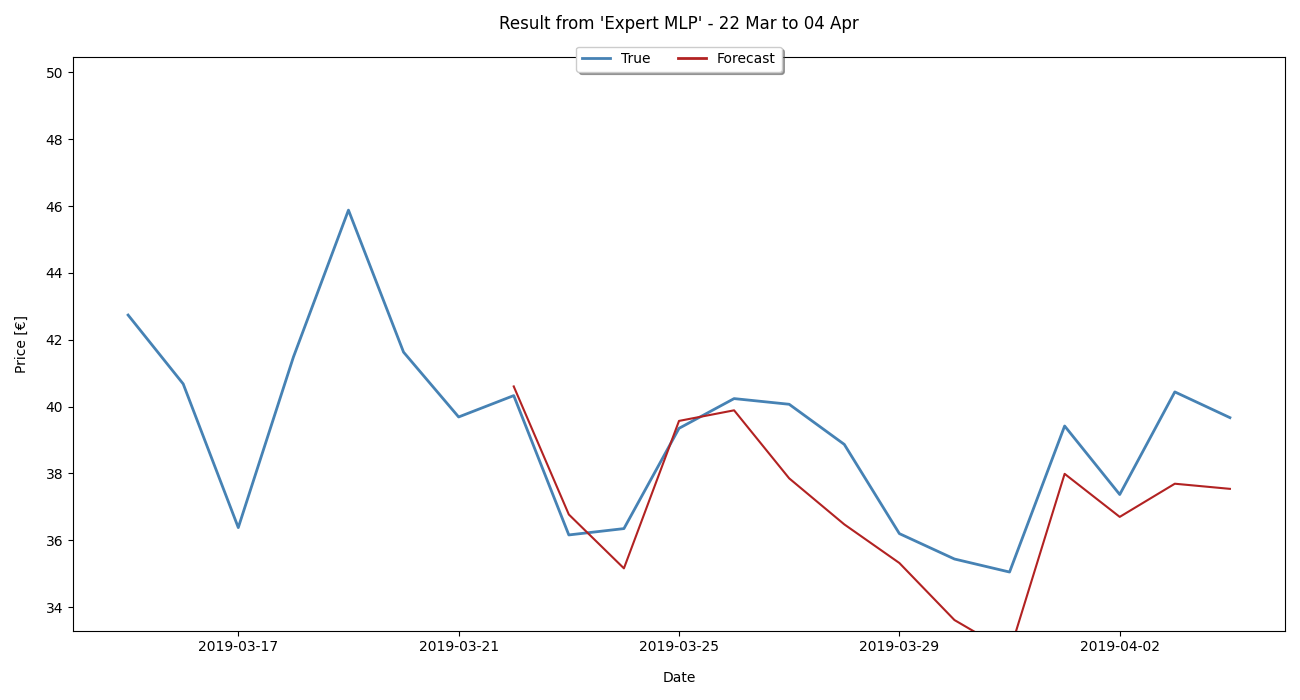 Result from 'Expert MLP' - 22 Mar to 04 Apr
True Forecast
50
48
46
44
42
40
38
36
34
Price [€]
2019-03-17 2019-03-21 2019-03-25 2019-03-29 2019-04-02
Date